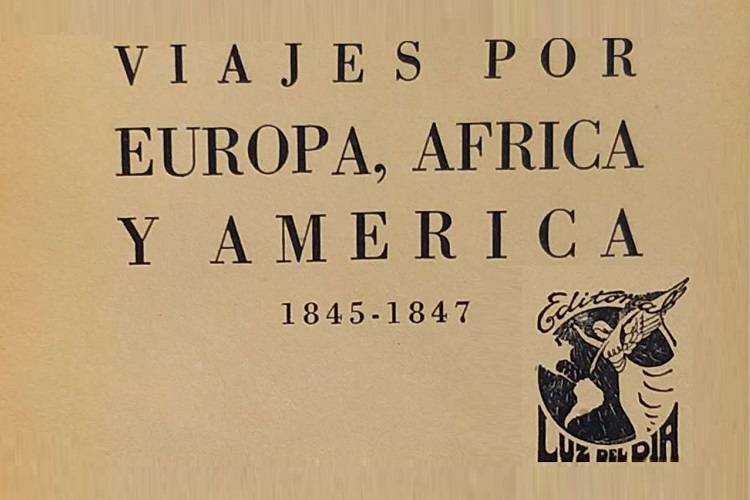 VIAJES POR
EUROPA, AFRICA
Y AMERICA
1845-1847
Editorial
LUZ DEL DIA